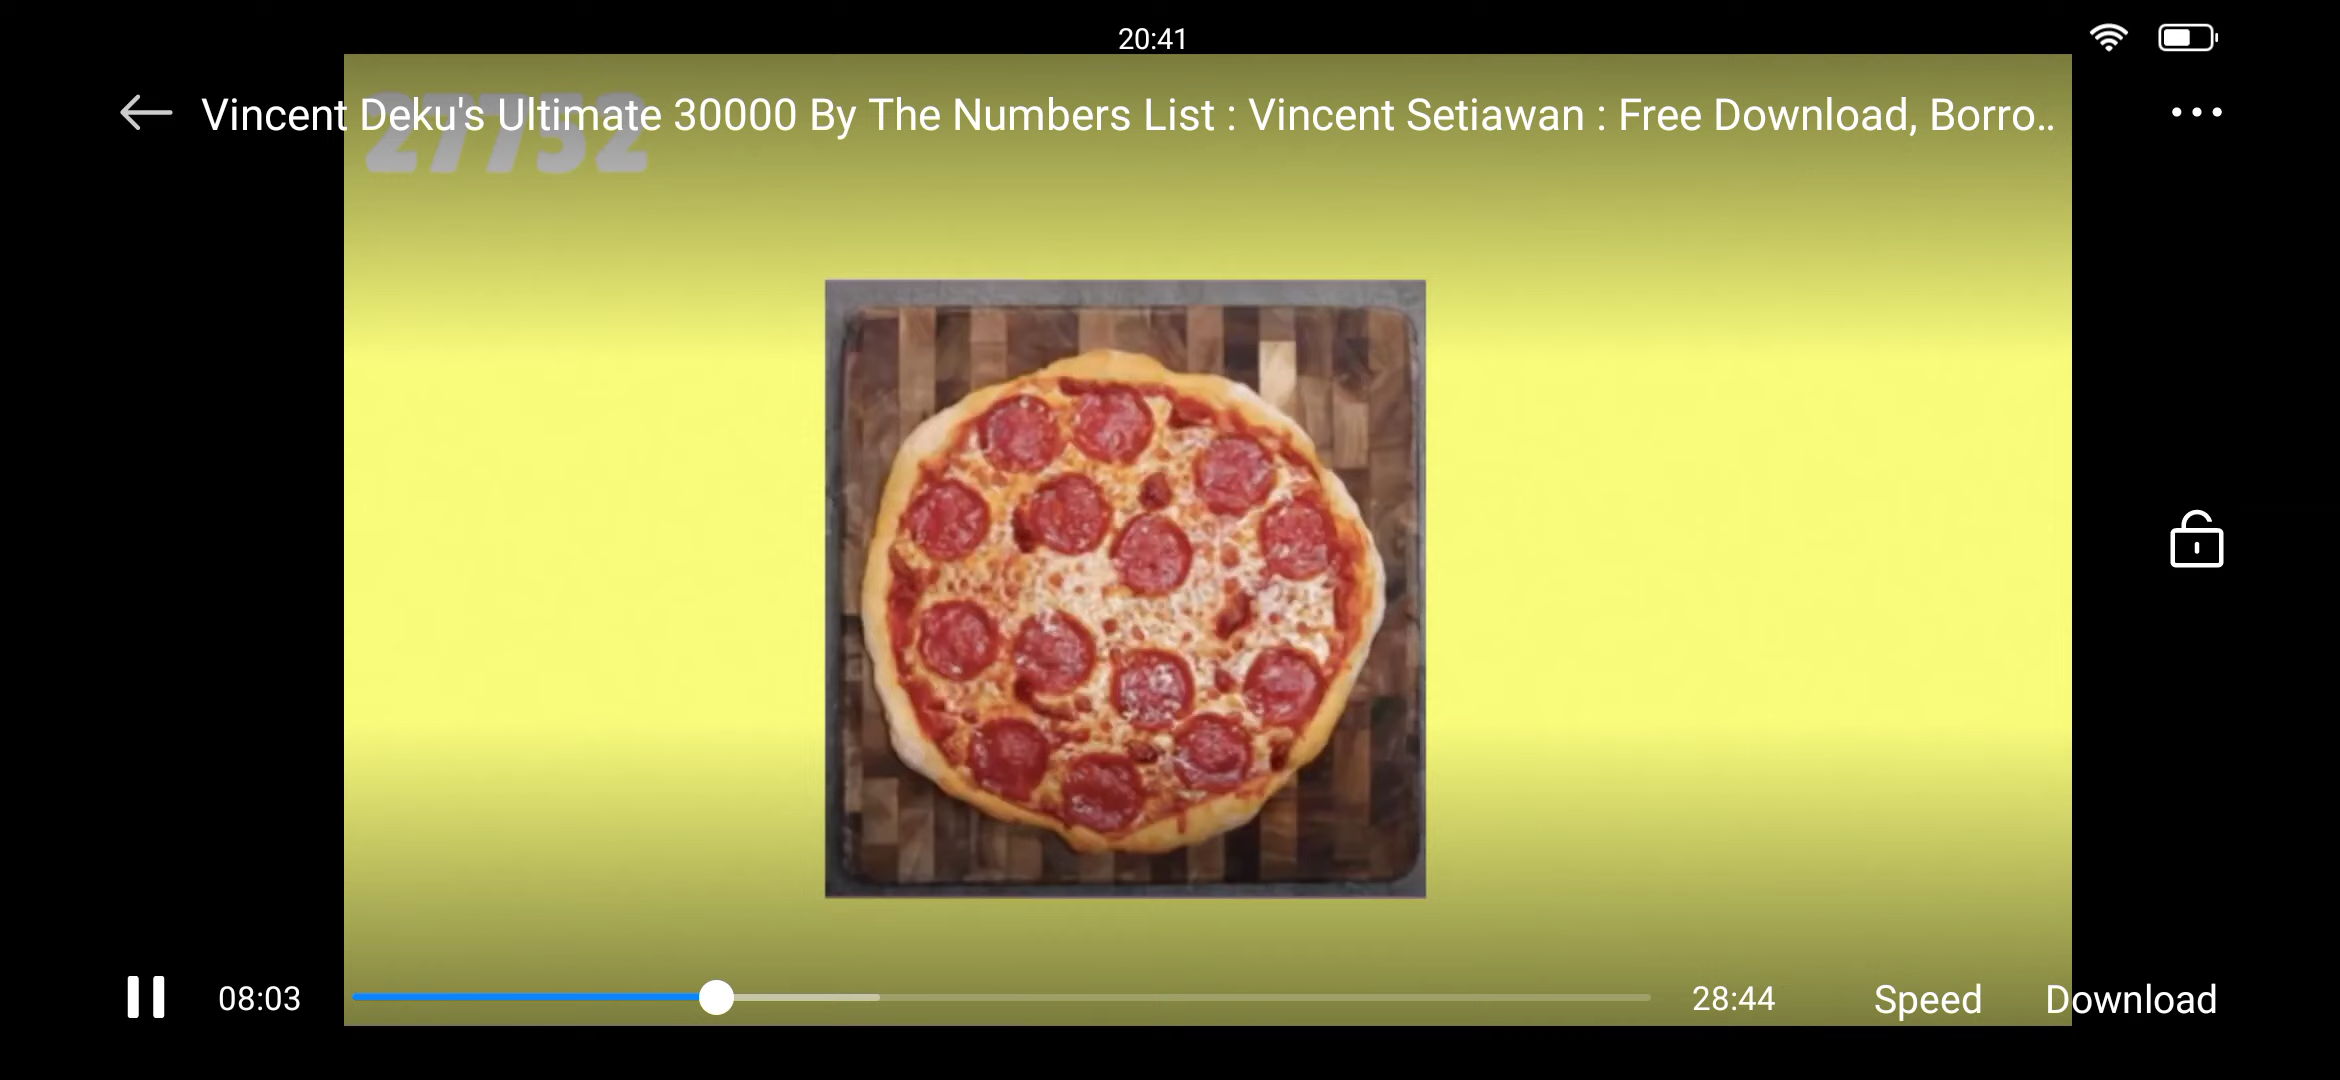 20:41
Vincent Deku's Ultimate 30000 By The Numbers List : Vincent Setiawan : Free Download, Borro..
27752
08:03
28:44
Speed
Download